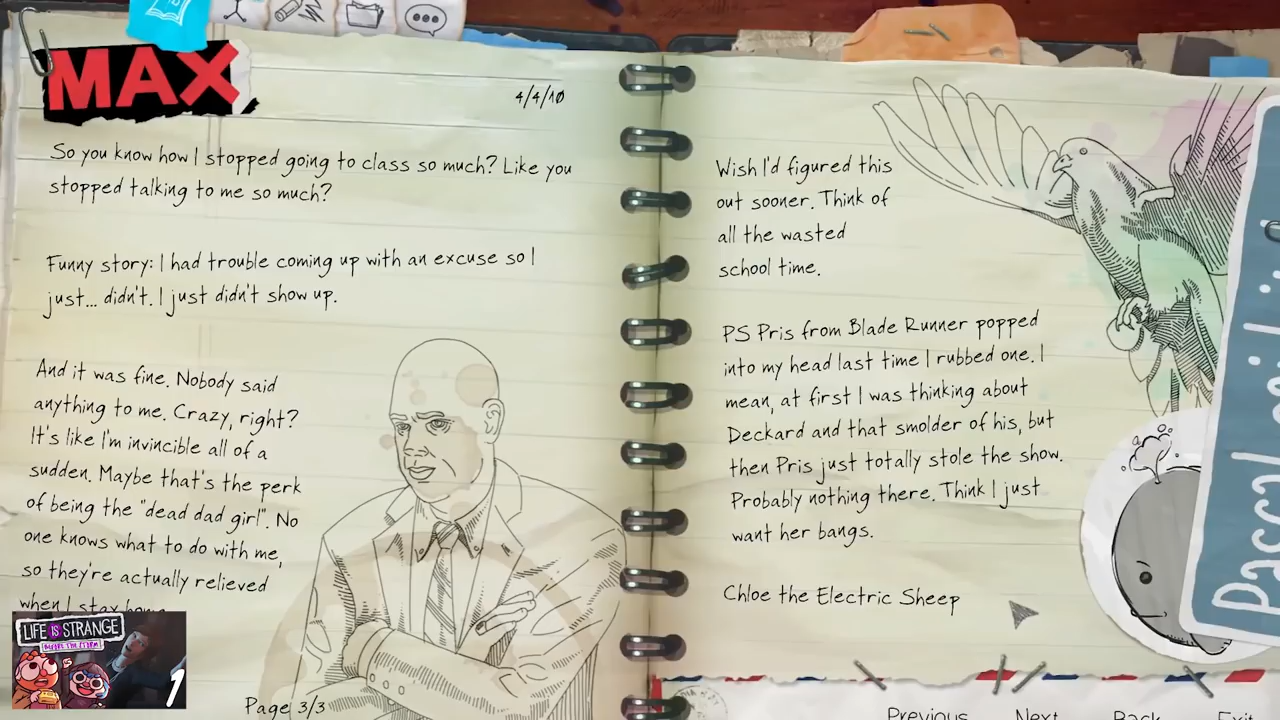 MAX
4/4/10
So you know how I stopped going to class so much? Like you
stopped talking to me so much?
Funny story: I had trouble coming up with an excuse so I
just... didn't. I just didn't show up.
And it was fine. Nobody said
anything to me. Crazy, right?
It's like I'm invincible all of a
sudden. Maybe that's the perk
of being the "dead dad girl". No
one knows what to do with me,
so they're actually relieved
when I stay home
LIFE IS STRANGE
BEFORE THE STORM
1
Page 3/3
Wish I'd figured this
out sooner. Think of
all the wasted
school time.
PS Pris from Blade Runner popped
into my head last time I rubbed one. I
mean, at first I was thinking about
Deckard and that smolder of his, but
then Pris just totally stole the show.
Probably nothing there. Think I just
want her bangs.
Chloe the Electric Sheep
Previous
Next
Back
Exit